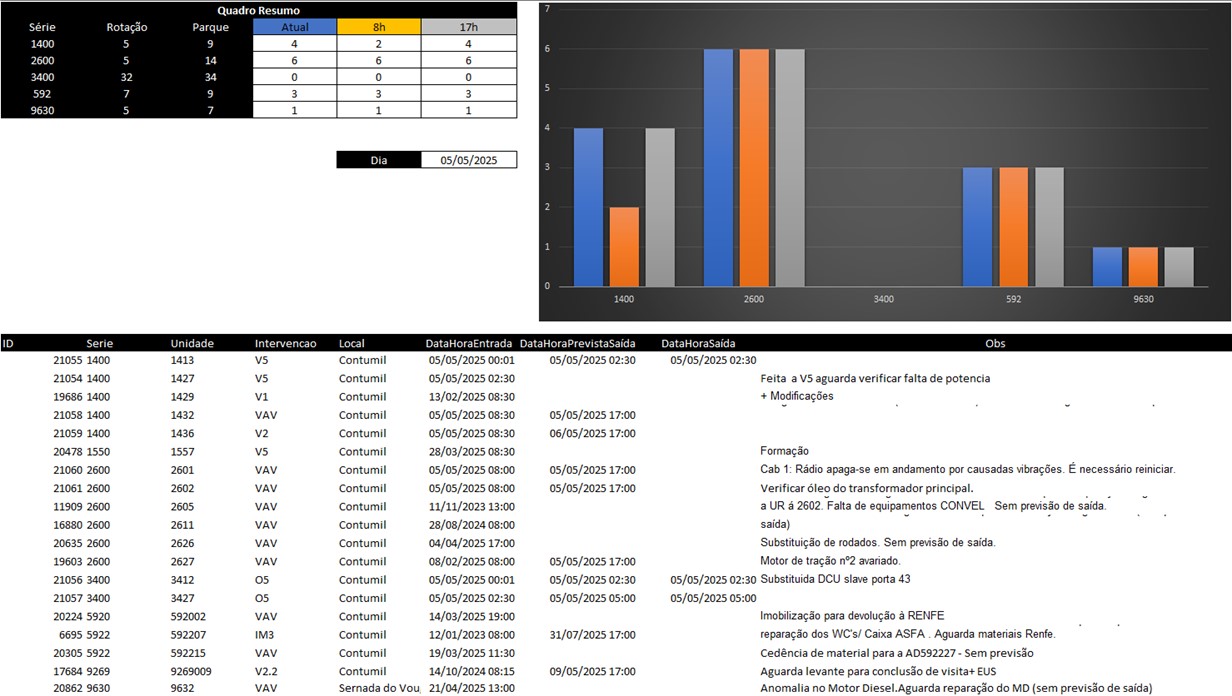 Quadro Resumo
Série Rotação Parque Atual 8h 17h
1400 5 9 4 2 4
2600 5 14 6 6 6
3400 32 34 0 0 0
592 7 9 3 3 3
9630 5 7 1 1 1
Dia 05/05/2025
7
6
5
4
3
2
1
0
1400 2600 3400 592 9630
ID Serie Unidade Intervencao Local DataHoraEntrada DataHoraPrevistaSaída DataHoraSaída Obs
21055 1400 1413 V5 Contumil 05/05/2025 00:01 05/05/2025 02:30 05/05/2025 02:30
21054 1400 1427 V5 Contumil 05/05/2025 02:30 Feita a V5 aguarda verificar falta de potencia
19686 1400 1429 V1 Contumil 13/02/2025 08:30 + Modificações
21058 1400 1432 VAV Contumil 05/05/2025 08:30 05/05/2025 17:00
21059 1400 1436 V2 Contumil 05/05/2025 08:30 06/05/2025 17:00
20478 1550 1557 V5 Contumil 28/03/2025 08:30 Formação
21060 2600 2601 VAV Contumil 05/05/2025 08:00 05/05/2025 17:00 Cab 1: Rádio apaga-se em andamento por causadas vibrações. É necessário reiniciar.
21061 2600 2602 VAV Contumil 05/05/2025 08:00 05/05/2025 17:00 Verificar óleo do transformador principal.
11909 2600 2605 VAV Contumil 11/11/2023 13:00 a UR á 2602. Falta de equipamentos CONVEL Sem previsão de saída.
16880 2600 2611 VAV Contumil 28/08/2024 08:00 saída)
20635 2600 2626 VAV Contumil 04/04/2025 17:00 Substituição de rodados. Sem previsão de saída.
19603 2600 2627 VAV Contumil 08/02/2025 08:00 05/05/2025 17:00 Motor de tração nº2 avariado.
21056 3400 3412 O5 Contumil 05/05/2025 00:01 05/05/2025 02:30 05/05/2025 02:30 Substituida DCU slave porta 43
21057 3400 3427 O5 Contumil 05/05/2025 02:30 05/05/2025 05:00 05/05/2025 05:00
20224 5920 592002 VAV Contumil 14/03/2025 19:00 Imobilização para devolução à RENFE
6695 5922 592207 IM3 Contumil 12/01/2023 08:00 31/07/2025 17:00 reparação dos WC's/ Caixa ASFA . Aguarda materiais Renfe.
20305 5922 592215 VAV Contumil 19/03/2025 11:30 Cedência de material para a AD592227 - Sem previsão
17684 9269 9269009 V2.2 Contumil 14/10/2024 08:15 09/05/2025 17:00 Aguarda levante para conclusão de visita+ EUS
20862 9630 9632 VAV Sernada do Vou 21/04/2025 13:00 Anomalia no Motor Diesel.Aguarda reparação do MD (sem previsão de saída)